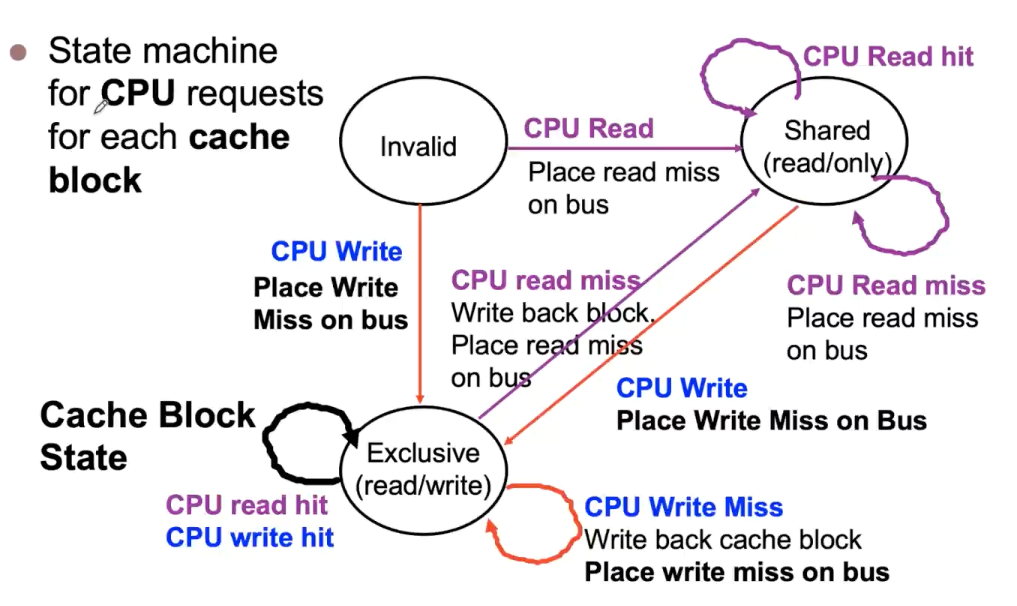 State machine
for CPU requests
for each cache
block
Invalid
CPU Read
Place read miss
on bus
CPU Read hit
Shared
(read/only)
CPU Read miss
Place read miss
on bus
CPU Write
Place Write
Miss on bus
CPU read miss
Write back block.
Place read miss
on bus
CPU Write
Place Write Miss on Bus
Cache Block
State
Exclusive
(read/write)
CPU read hit
CPU write hit
CPU Write Miss
Write back cache block
Place write miss on bus